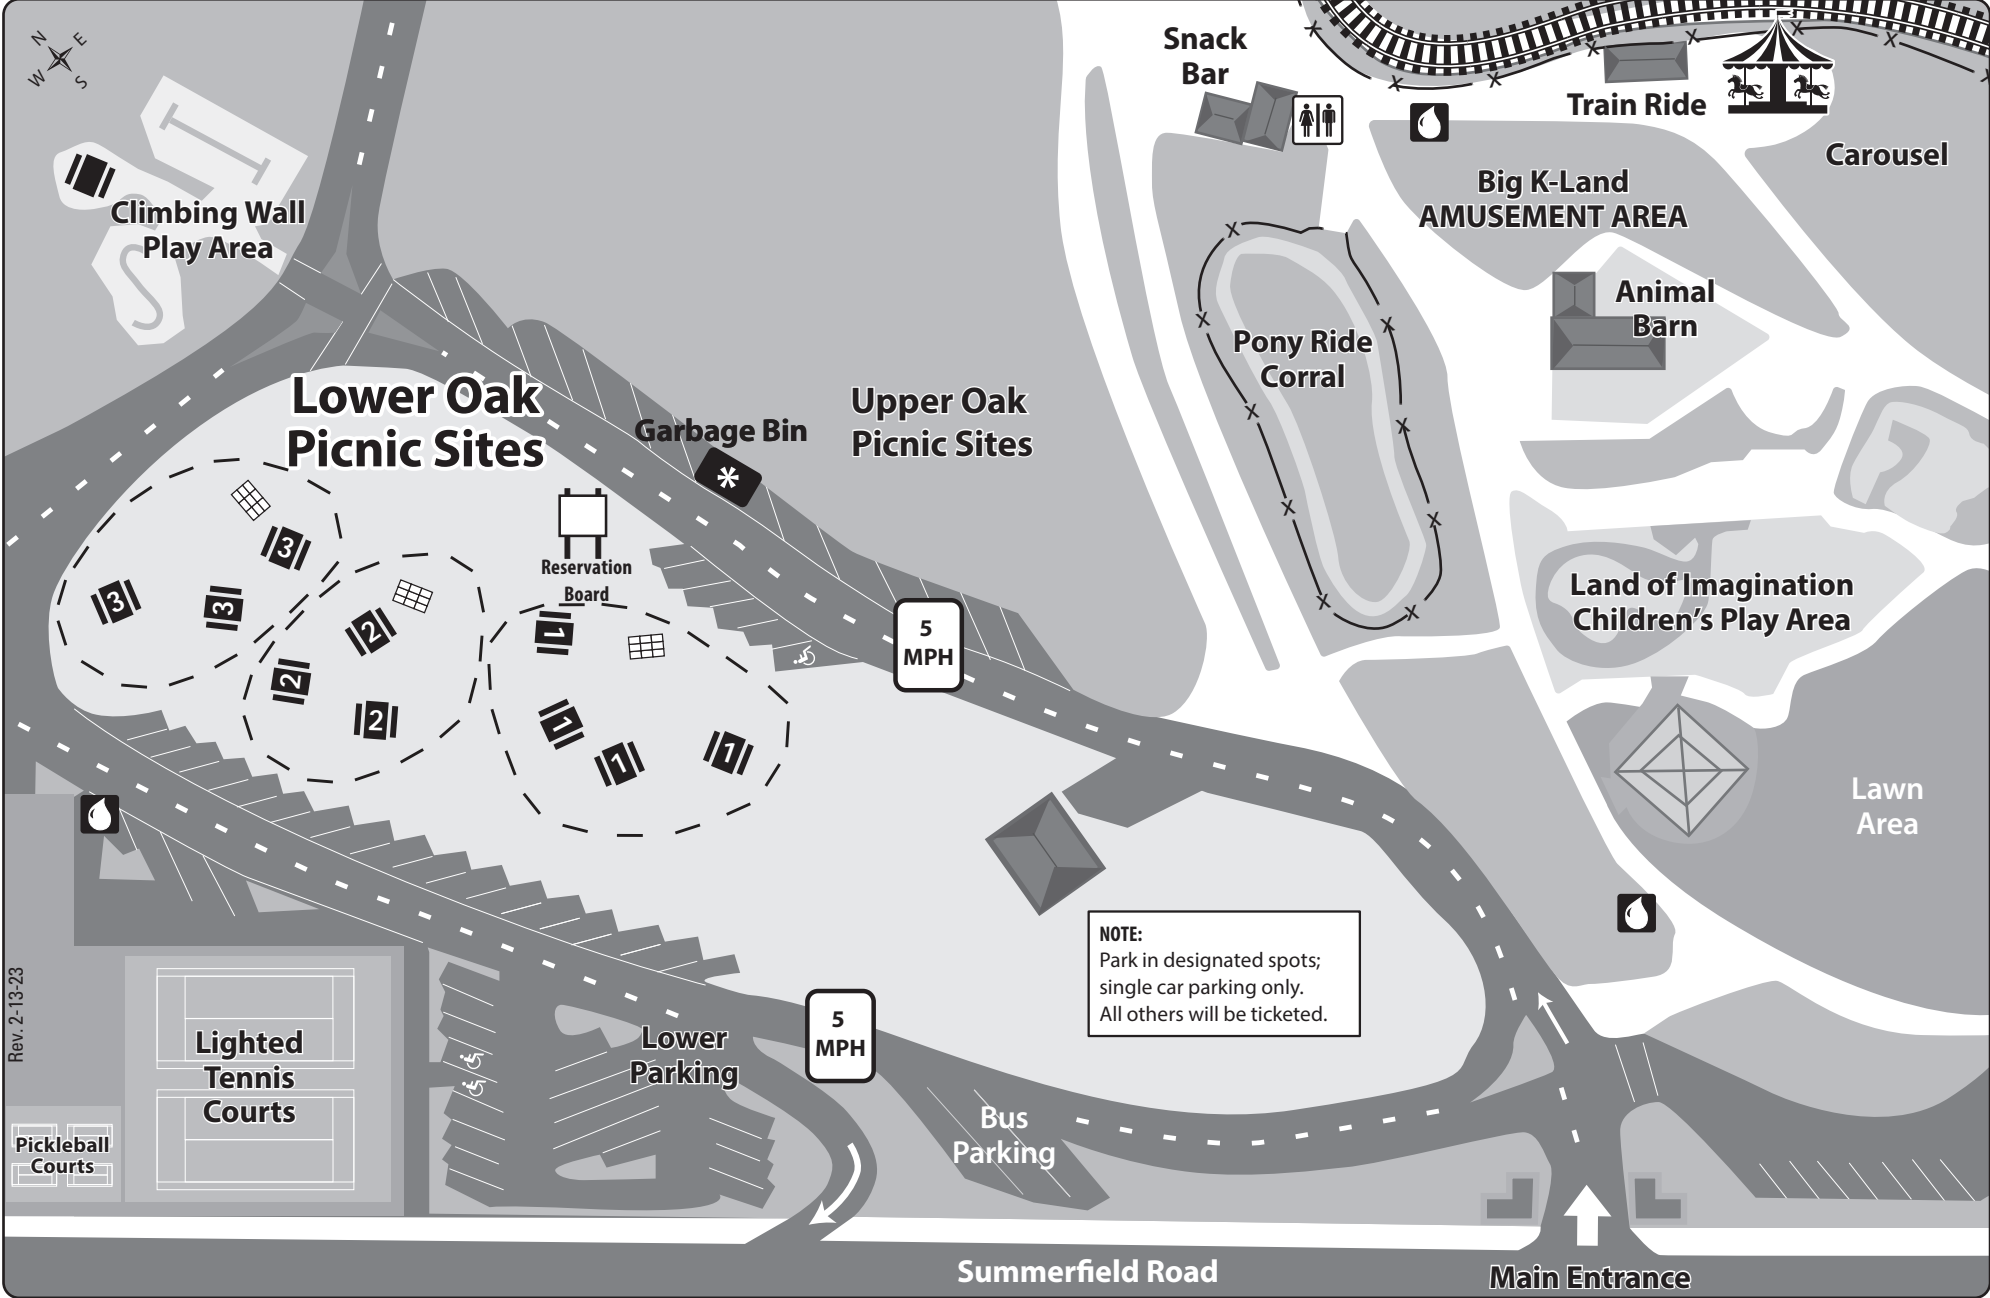 N
E
W
S
Snack
Bar
Train Ride
Carousel
Big K-Land
AMUSEMENT AREA
Climbing Wall
Play Area
Animal
Barn
Pony Ride
Corral
Lower Oak
Picnic Sites
Garbage Bin
*
Upper Oak
Picnic Sites
Reservation
Board
3
3
3
2
2
2
1
1
1
1
5
MPH
Land of Imagination
Children's Play Area
Lawn
Area
NOTE:
Park in designated spots;
single car parking only.
All others will be ticketed.
5
MPH
Lower
Parking
Lighted
Tennis
Courts
Pickleball
Courts
Bus
Parking
Rev. 2-13-23
Summerfield Road
Main Entrance